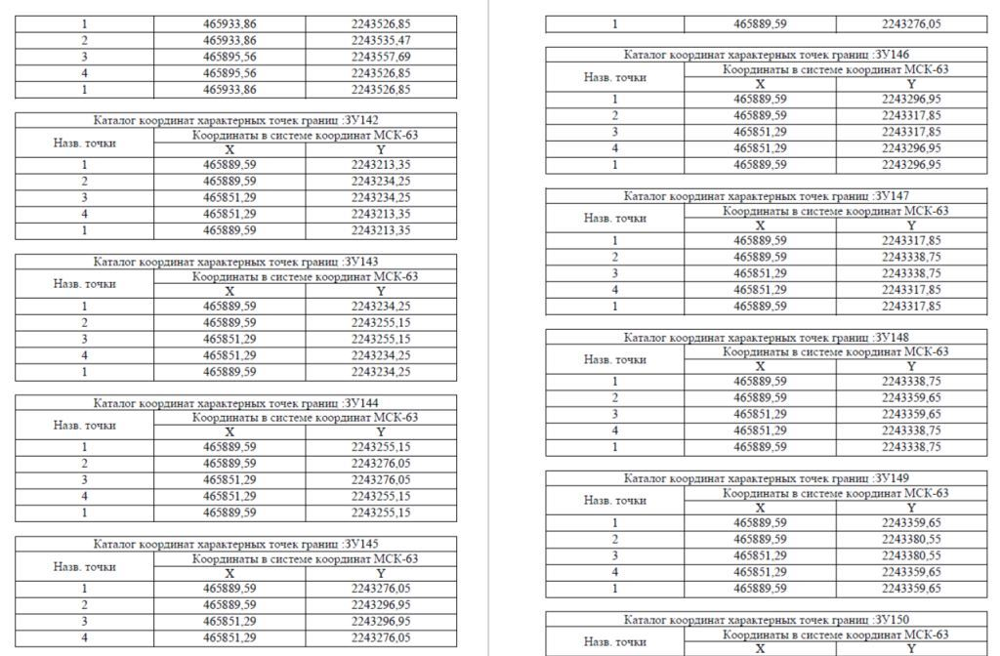 1 465933,86 2243526,85
2 465933,86 2243535,47
3 465895,56 2243557,69
4 465895,56 2243526,85
1 465933,86 2243526,85
Каталог координат характерных точек границ :ЗУ142
Назв. точки Координаты в системе координат МСК-63
X Y
1 465889,59 2243213,35
2 465889,59 2243234,25
3 465851,29 2243234,25
4 465851,29 2243213,35
1 465889,59 2243213,35
Каталог координат характерных точек границ :ЗУ143
Назв. точки Координаты в системе координат МСК-63
X Y
1 465889,59 2243234,25
2 465889,59 2243255,15
3 465851,29 2243255,15
4 465851,29 2243234,25
1 465889,59 2243234,25
Каталог координат характерных точек границ :ЗУ144
Назв. точки Координаты в системе координат МСК-63
X Y
1 465889,59 2243255,15
2 465889,59 2243276,05
3 465851,29 2243276,05
4 465851,29 2243255,15
1 465889,59 2243255,15
Каталог координат характерных точек границ :ЗУ145
Назв. точки Координаты в системе координат МСК-63
X Y
1 465889,59 2243276,05
2 465889,59 2243296,95
3 465851,29 2243296,95
4 465851,29 2243276,05
1 465889,59 2243276,05
Каталог координат характерных точек границ :ЗУ146
Назв. точки Координаты в системе координат МСК-63
X Y
1 465889,59 2243296,95
2 465889,59 2243317,85
3 465851,29 2243317,85
4 465851,29 2243296,95
1 465889,59 2243296,95
Каталог координат характерных точек границ :ЗУ147
Назв. точки Координаты в системе координат МСК-63
X Y
1 465889,59 2243317,85
2 465889,59 2243338,75
3 465851,29 2243338,75
4 465851,29 2243317,85
1 465889,59 2243317,85
Каталог координат характерных точек границ :ЗУ148
Назв. точки Координаты в системе координат МСК-63
X Y
1 465889,59 2243338,75
2 465889,59 2243359,65
3 465851,29 2243359,65
4 465851,29 2243338,75
1 465889,59 2243338,75
Каталог координат характерных точек границ :ЗУ149
Назв. точки Координаты в системе координат МСК-63
X Y
1 465889,59 2243359,65
2 465889,59 2243380,55
3 465851,29 2243380,55
4 465851,29 2243359,65
1 465889,59 2243359,65
Каталог координат характерных точек границ :ЗУ150
Назв. точки Координаты в системе координат МСК-63
X Y